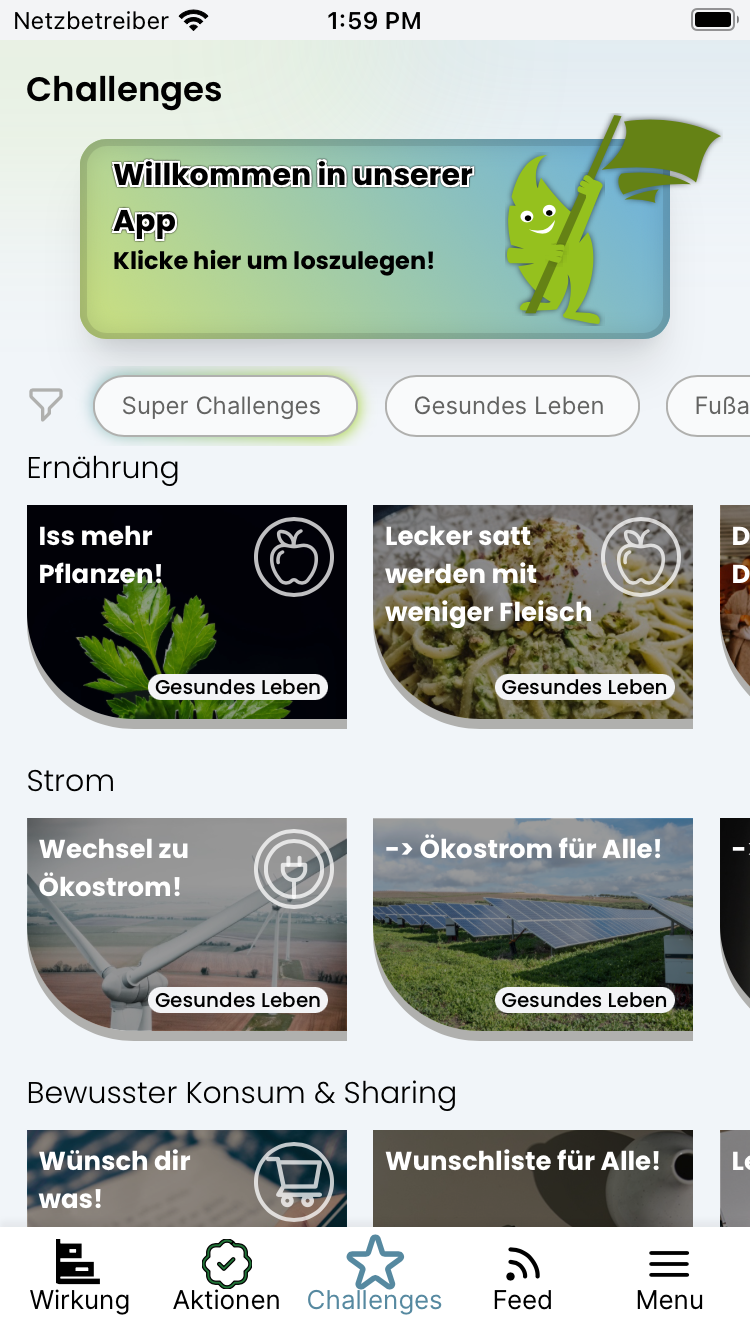 Netzbetreiber 1:59 PM
Challenges
Willkommen in unserer
App
Klicke hier um loszulegen!
Super Challenges Gesundes Leben
Ernährung
Iss mehr
Pflanzen!
Gesundes Leben
Lecker satt
werden mit
weniger Fleisch
Gesundes Leben
Strom
Wechsel zu
Ökostrom!
Gesundes Leben
-> Ökostrom für Alle!
Gesundes Leben
Bewusster Konsum & Sharing
Wünsch dir
was!
Wunschliste für Alle!
Wirkung Aktionen Challenges Feed Menu